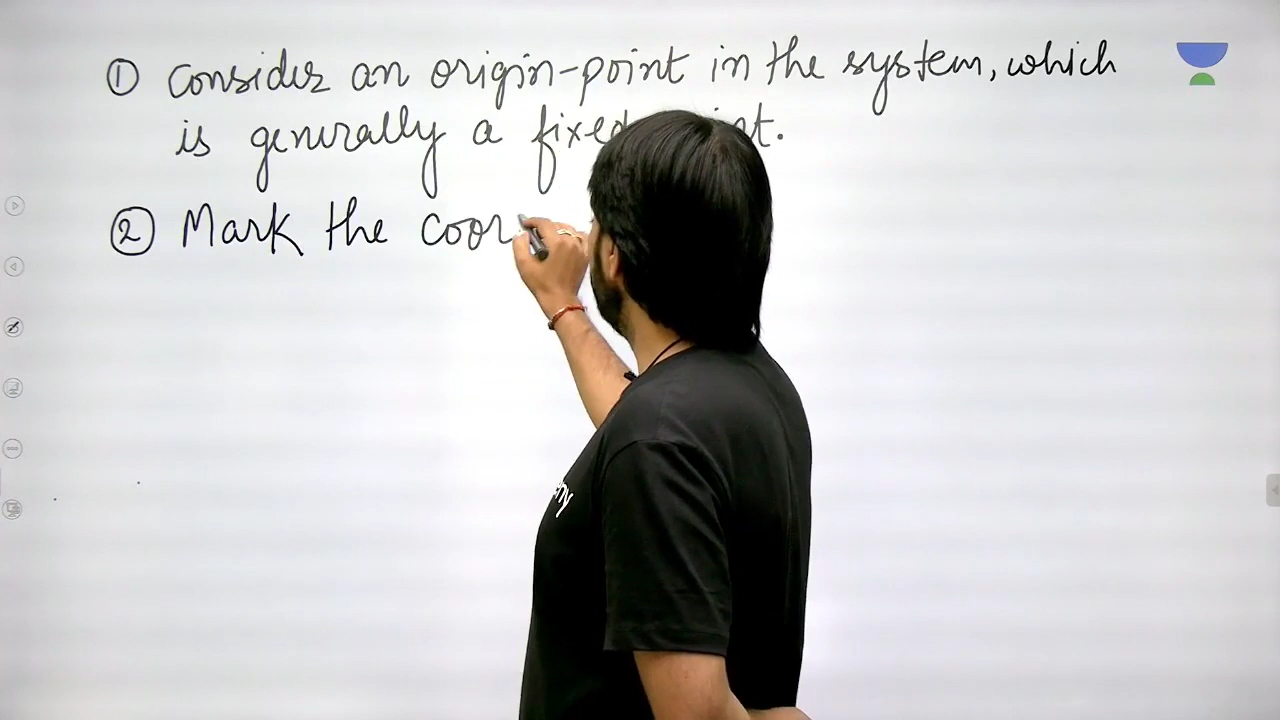 ① Consider an origin-point in the system, which
is generally a fixed
② Mark the coor